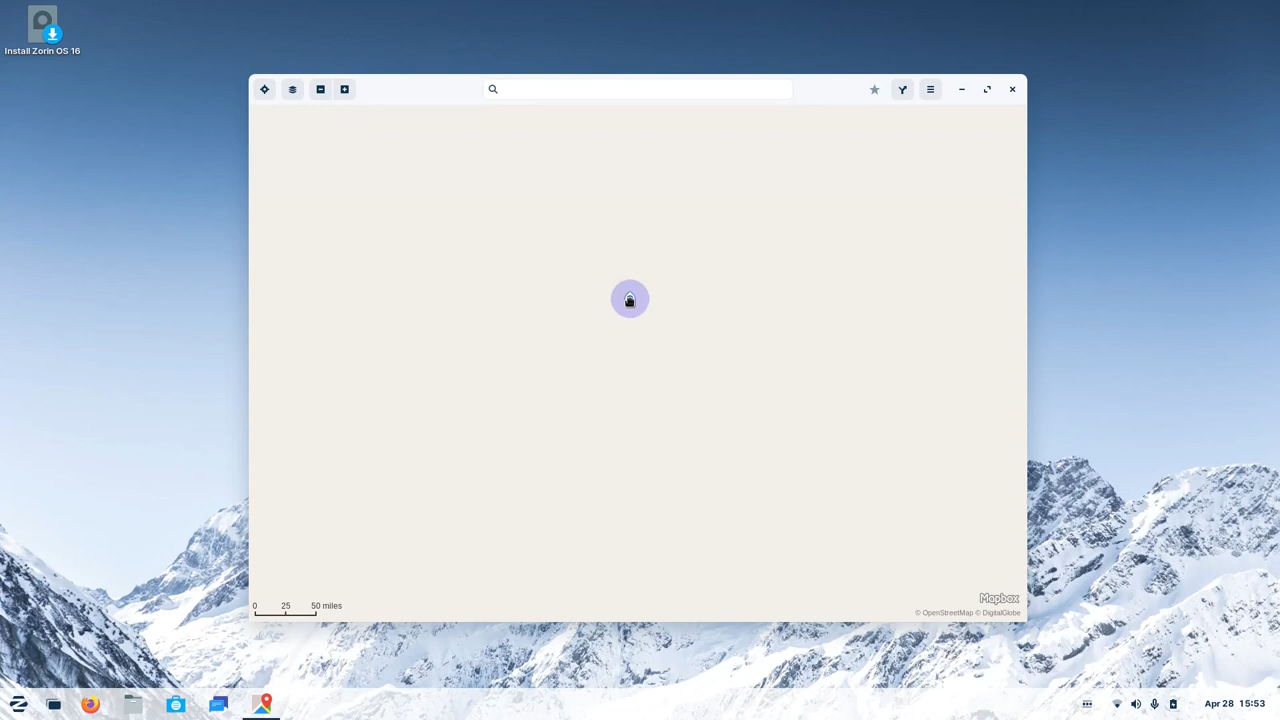 Install Zorin OS 16
0 25 50 miles
Mapbox
© OpenStreetMap © DigitalGlobe
Apr 28 15:53